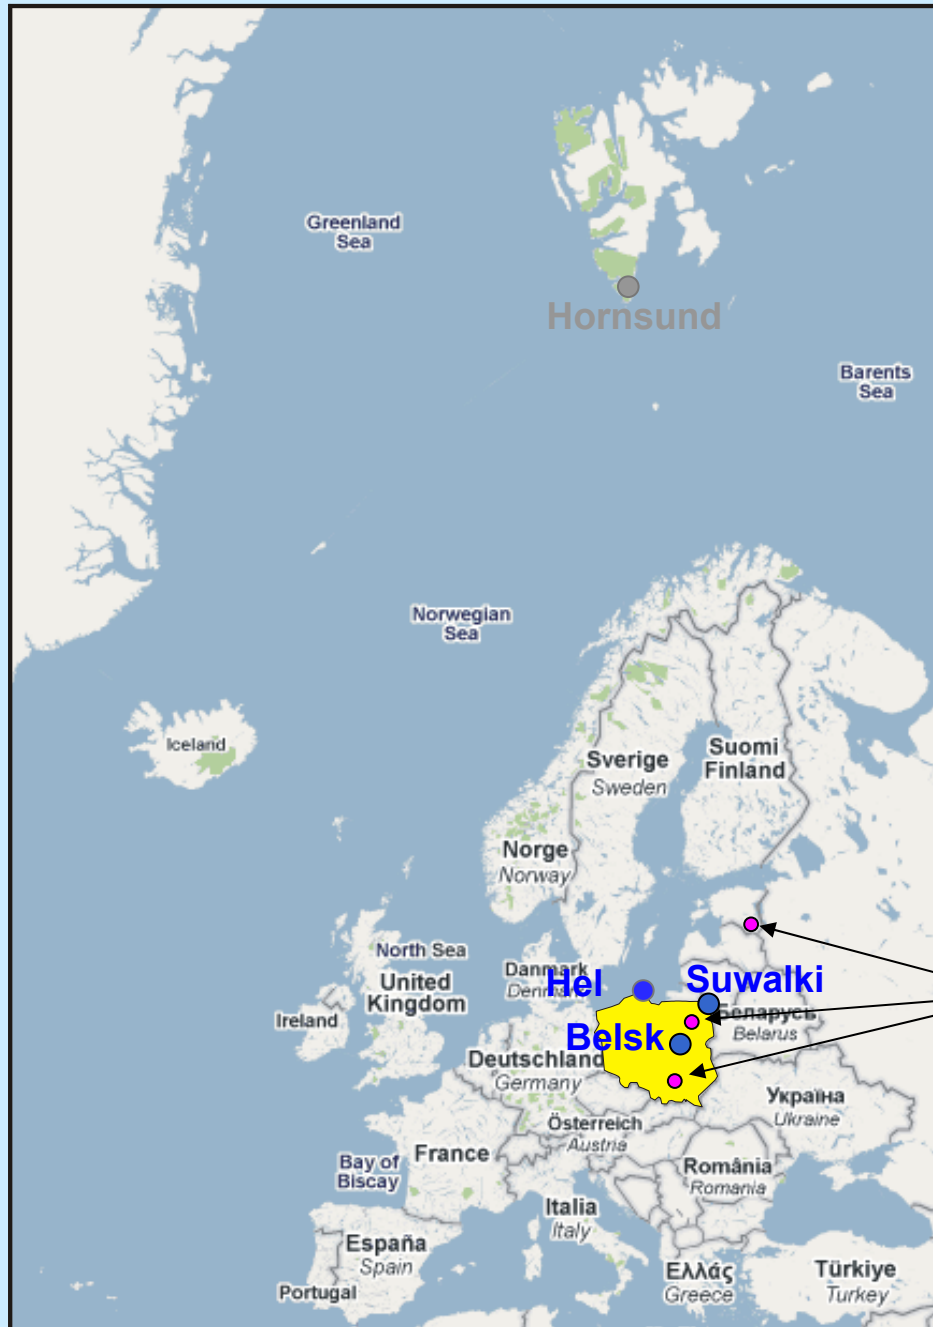 Greenland
Sea
Hornsund
Barents
Sea
Norwegian
Sea
Iceland
Sverige
Sweden
Suomi
Finland
Norge
Norway
North Sea
United
Kingdom
Ireland
Danmark
Denmark
Hel
Suwalki
Беларусь
Belarus
Belsk
Deutschland
Germany
Україна
Ukraine
Österreich
Austria
France
Bay of
Biscay
România
Romania
Italia
Italy
España
Spain
Portugal
Ελλάς
Greece
Türkiye
Turkey